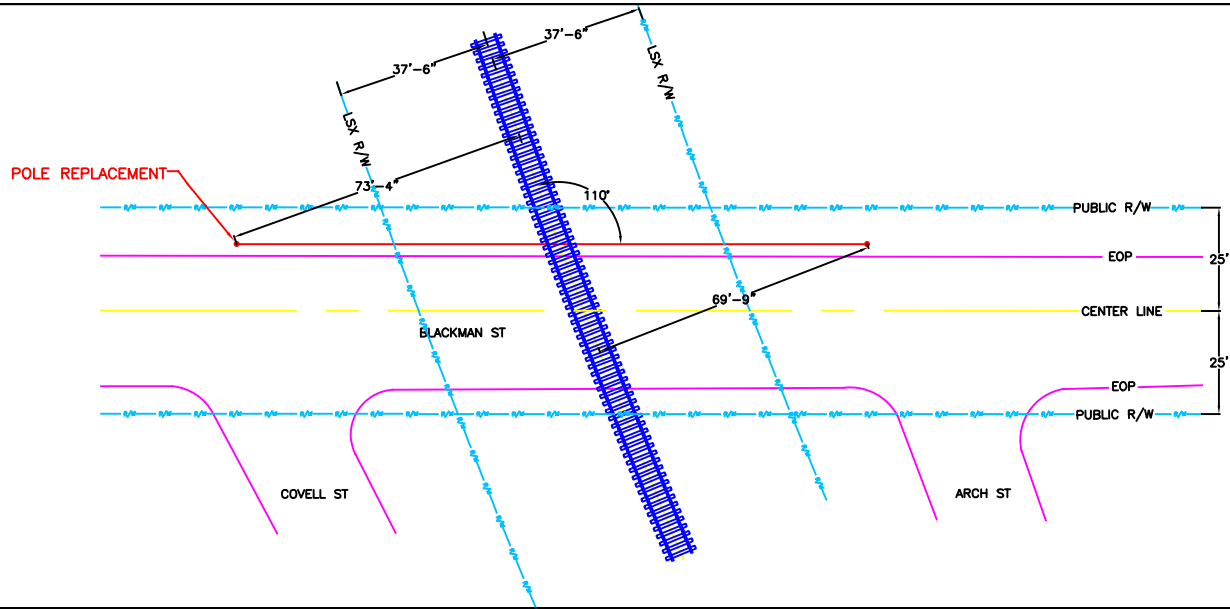 37'-6"
37'-6"
LSX R/W
LSX R/W
POLE REPLACEMENT
73'-4"
110°
PUBLIC R/W
EOP
25'
69'-9"
CENTER LINE
BLACKMAN ST
25'
EOP
PUBLIC R/W
COVELL ST
ARCH ST